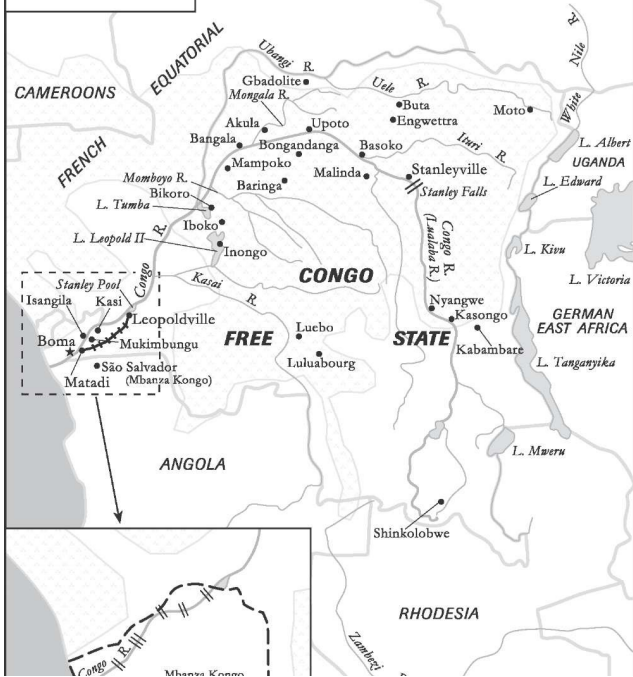 EQUATORIAL
Ubangi R.
Nile R.
White
CAMEROONS
Gbadolite
Mongala R.
Uele R.
Buta
Engwettra
Moto
FRENCH
Akula
Upoto
Bangala
Bongandanga
Basoko
Ituri R.
L. Albert
UGANDA
Mampoko
Momboyo R.
Baringa
Malinda
Stanleyville
Stanley Falls
L. Edward
Bikoro
L. Tumba
Iboko
L. Leopold II
Inongo
Congo R.
Congo R.
(Lualaba R.)
L. Kivu
L. Victoria
CONGO
Kasai R.
Stanley Pool
Isangila
Kasi
Leopoldville
Boma
Mukimbungu
Matadi
São Salvador
(Mbanza Kongo)
FREE
STATE
Luebo
Luluabourg
Nyangwe
Kasongo
Kabambare
GERMAN
EAST AFRICA
L. Tanganyika
ANGOLA
L. Mweru
Shinkolobwe
RHODESIA
Zambezi
Congo R.
Mbanza Kongo